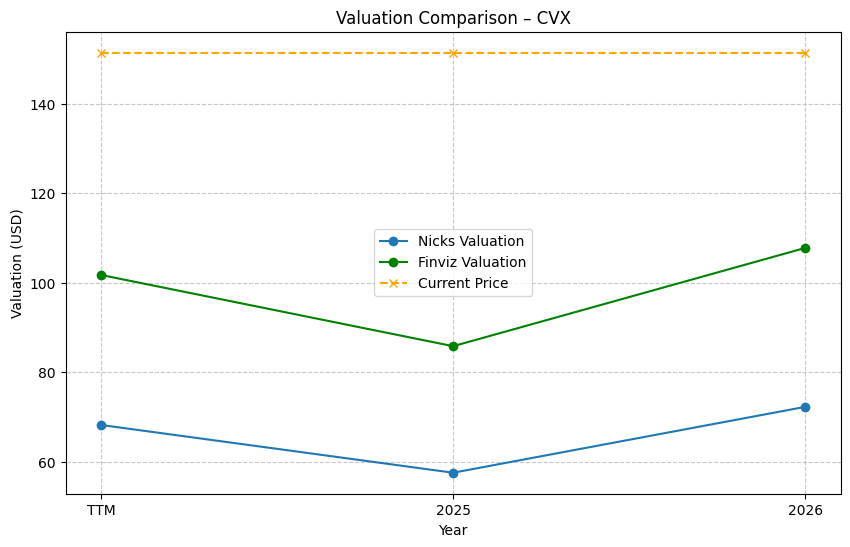 Valuation Comparison – CVX
Valuation (USD)
140
120
100
80
60
Nicks Valuation
Finviz Valuation
Current Price
TTM
2025
2026
Year